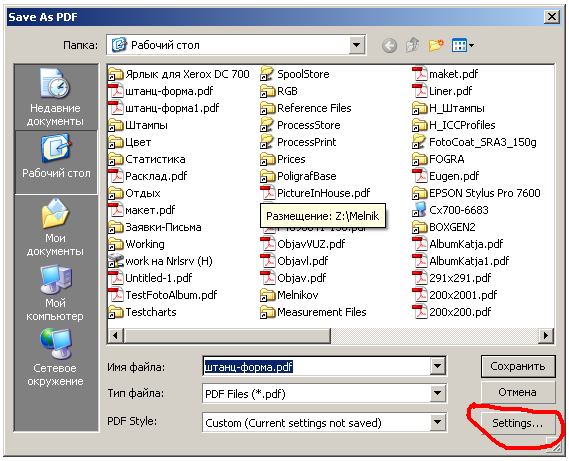 Save As PDF
Папка:
Рабочий стол
Недавние
документы
Рабочий стол
Мои
документы
Мой
компьютер
Сетевое
окружение
Ярлык для Xerox DC 700
штанц-форма.pdf
штанц-форма1.pdf
Штампы
Цвет
Статистика
Расклад.pdf
Отдых
макет.pdf
Заявки-Письма
Working
work на Nrlsrv (H)
Untitled-1.pdf
TestFotoAlbum.pdf
Testcharts
SpoolStore
RGB
Reference Files
ProcessStore
ProcessPrint
Prices
PoligrafBase
PictureInHouse.pdf
Размещение: Z:\Melnik
ObjavWUZ.pdf
ObjavI.pdf
Objav.pdf
Melnikov
Measurement Files
maket.pdf
Liner.pdf
H_Штампы
H_ICCProfiles
FotoCoat_SRA3_150g
FOGRA
Eugen.pdf
EPSON Stylus Pro 7600
Cx700-6683
BOXGEN2
AlbumKatja.pdf
AlbumKatja1.pdf
291x291.pdf
200x2001.pdf
200x200.pdf
Имя файла:
штанц-форма.pdf
Сохранить
Тип файла:
PDF Files (*.pdf)
Отмена
PDF Style:
Custom (Current settings not saved)
Settings...